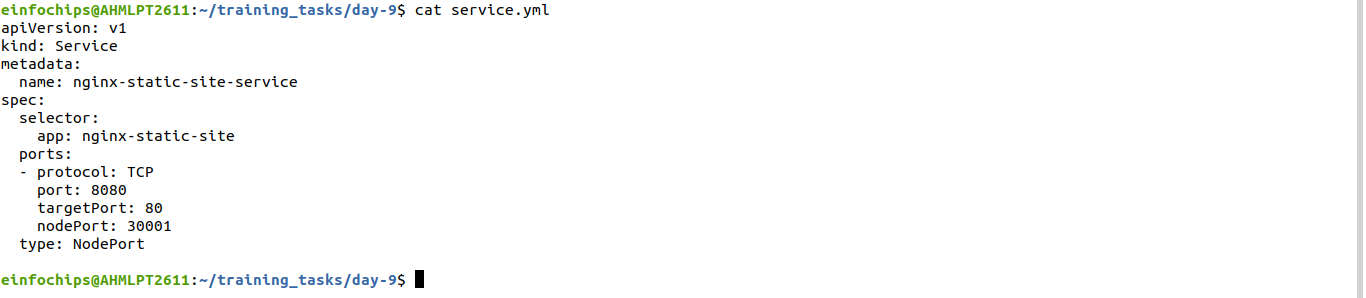 einfochips@AHMLPT2611:~/training_tasks/day-9$ cat service.yml
apiVersion: v1
kind: Service
metadata:
  name: nginx-static-site-service
spec:
  selector:
    app: nginx-static-site
  ports:
  - protocol: TCP
    port: 8080
    targetPort: 80
    nodePort: 30001
  type: NodePort
einfochips@AHMLPT2611:~/training_tasks/day-9$